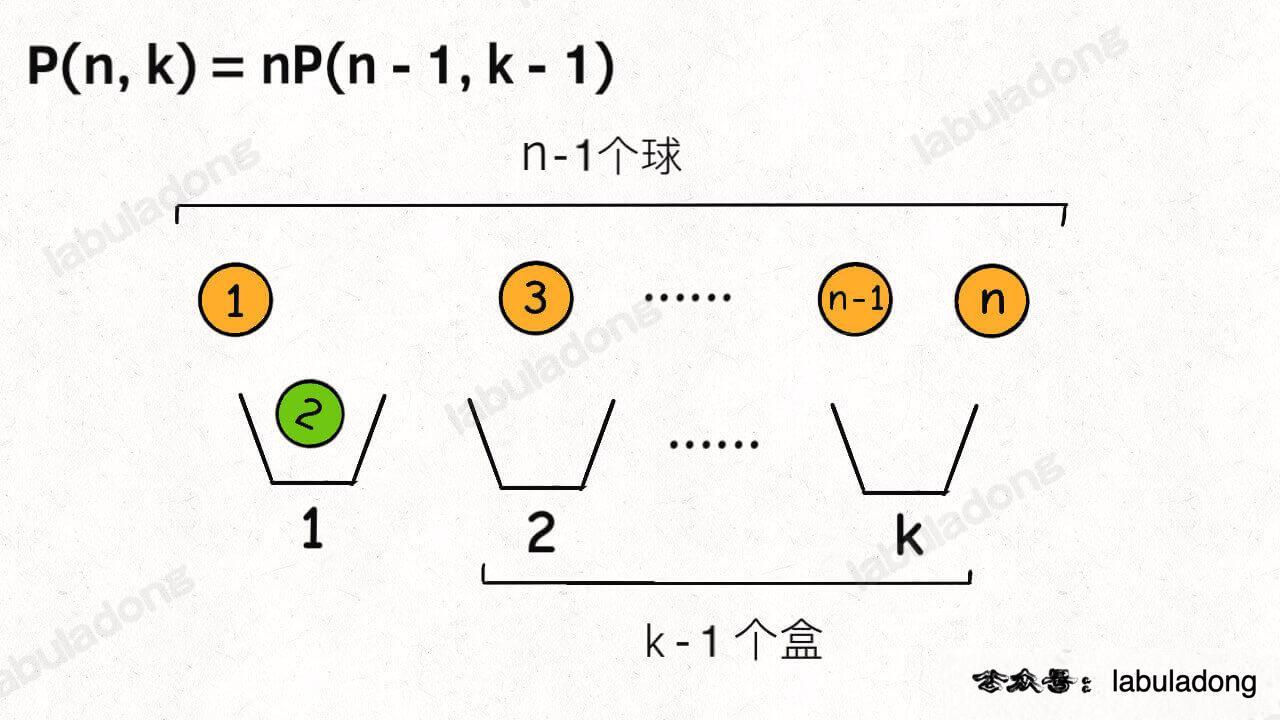 P(n, k) = nP(n - 1, k - 1)
n-1个球
1 3 ...... n-1 n
2 ......
1 2 k
k - 1 个盒
公众号： labuladong
labuladong
labuladong
labuladong
labuladong
labuladong